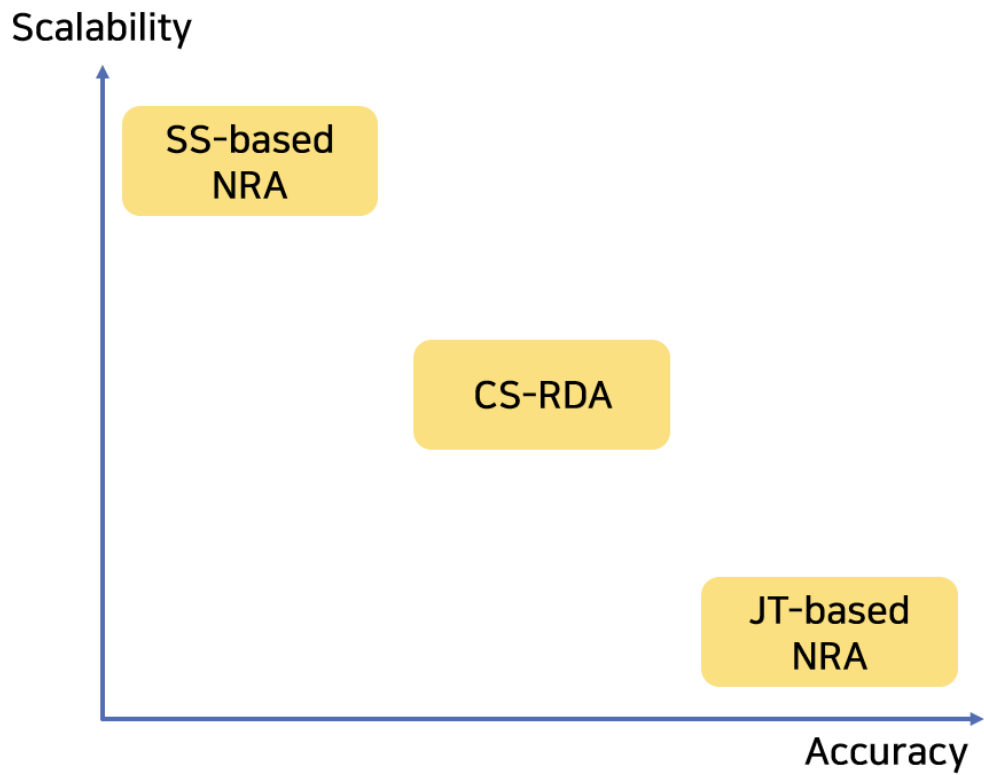 Scalability
SS-based
NRA
CS-RDA
JT-based
NRA
Accuracy